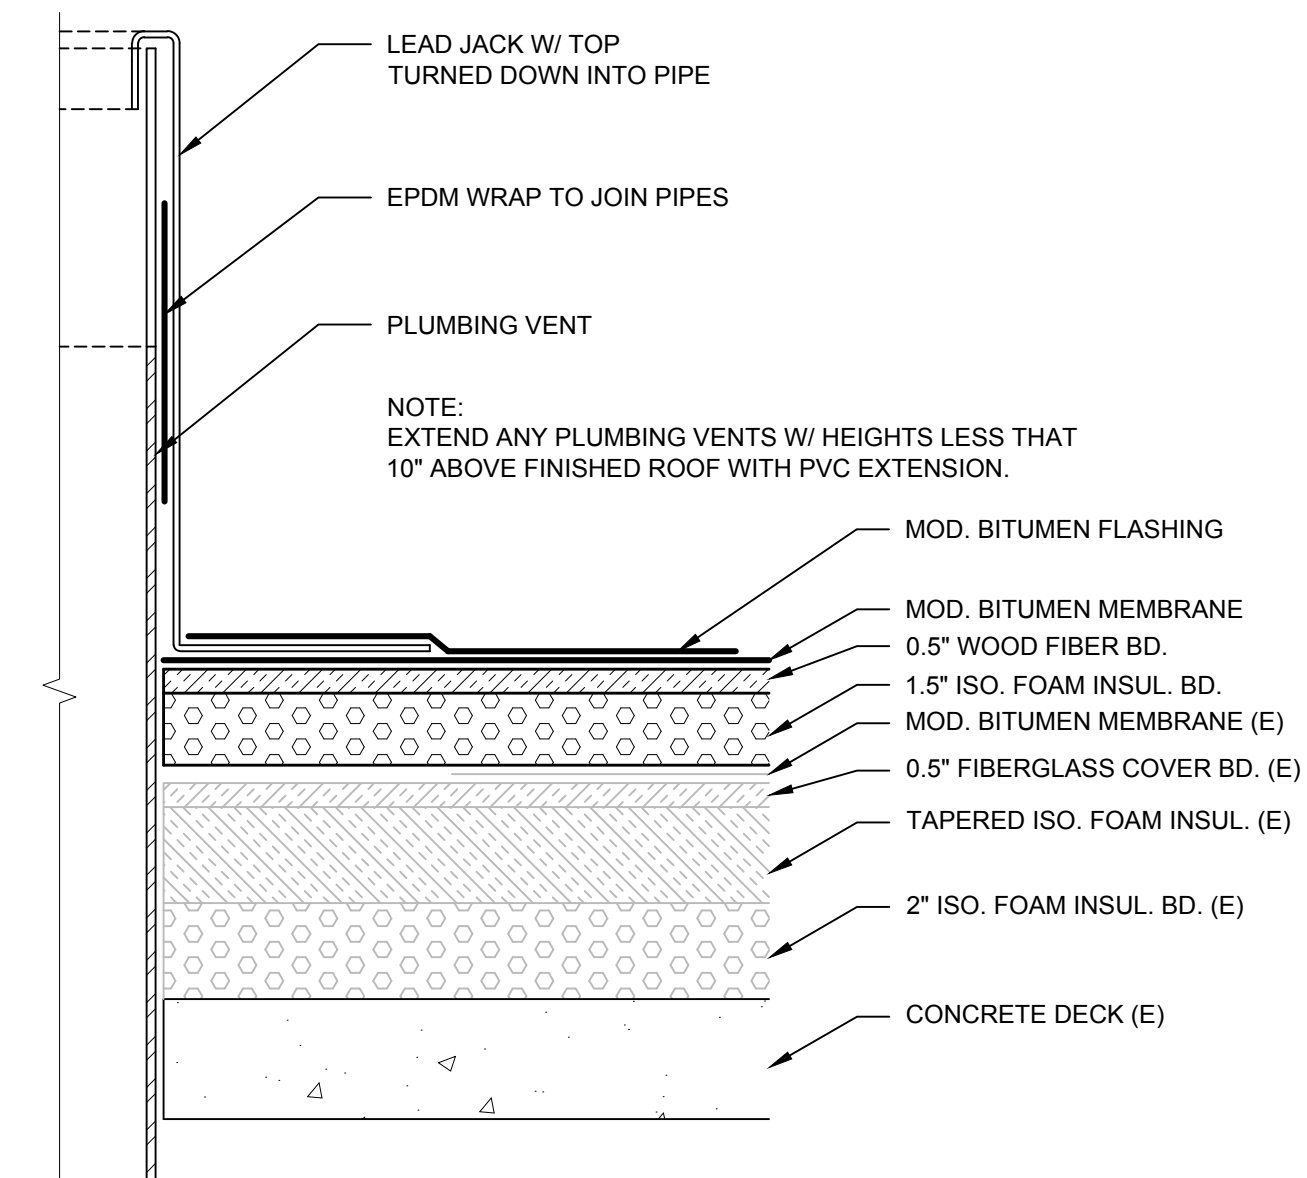 LEAD JACK W/ TOP
TURNED DOWN INTO PIPE
EPDM WRAP TO JOIN PIPES
PLUMBING VENT
NOTE:
EXTEND ANY PLUMBING VENTS W/ HEIGHTS LESS THAT
10" ABOVE FINISHED ROOF WITH PVC EXTENSION.
MOD. BITUMEN FLASHING
MOD. BITUMEN MEMBRANE
0.5" WOOD FIBER BD.
1.5" ISO. FOAM INSUL. BD.
MOD. BITUMEN MEMBRANE (E)
0.5" FIBERGLASS COVER BD. (E)
TAPERED ISO. FOAM INSUL. (E)
2" ISO. FOAM INSUL. BD. (E)
CONCRETE DECK (E)